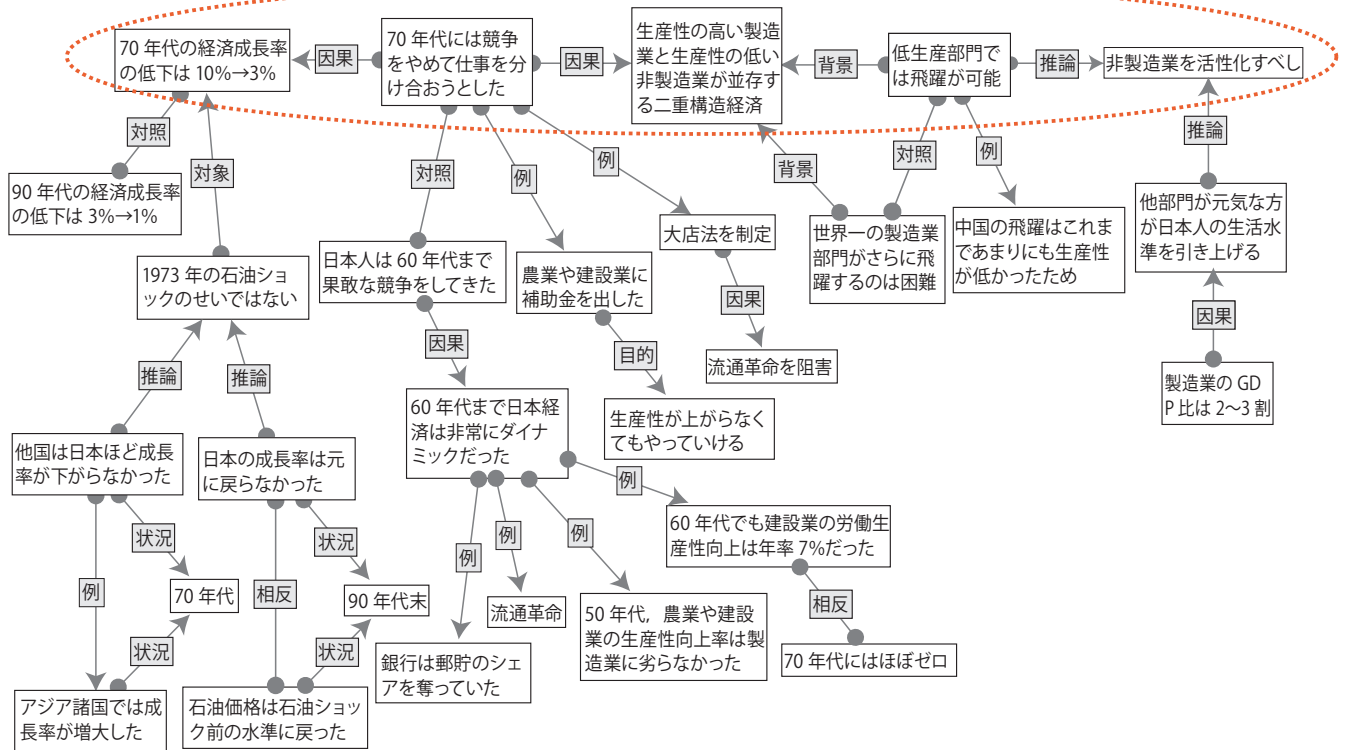 70 年代の経済成長率
の低下は 10%→3%
因果
70 年代には競争
をやめて仕事を分
け合おうとした
因果
生産性の高い製造
業と生産性の低い
非製造業が並存す
る二重構造経済
背景
低生産部門で
は飛躍が可能
推論
非製造業を活性化すべし
対照
対象
90 年代の経済成長率
の低下は 3%→1%
対照
例
例
背景
対照
例
推論
1973 年の石油ショ
ックのせいではない
日本人は 60 年代まで
果敢な競争をしてきた
農業や建設業に
補助金を出した
大店法を制定
世界一の製造業
部門がさらに飛
躍するのは困難
中国の飛躍はこれま
であまりにも生産性
が低かったため
他部門が元気な方
が日本人の生活水
準を引き上げる
推論
推論
因果
目的
因果
因果
流通革命を阻害
製造業の GD
P 比は 2〜3 割
他国は日本ほど成長
率が下がらなかった
日本の成長率は元
に戻らなかった
60 年代まで日本経
済は非常にダイナ
ミックだった
生産性が上がらなく
てもやっていける
例
状況
相反
状況
例
例
例
例
60 年代でも建設業の労働生
産性向上は年率 7%だった
70 年代
90 年代末
流通革命
50 年代，農業や建設
業の生産性向上率は製
造業に劣らなかった
相反
70 年代にはほぼゼロ
状況
状況
銀行は郵貯のシェ
アを奪っていた
アジア諸国では成
長率が増大した
石油価格は石油ショッ
ク前の水準に戻った